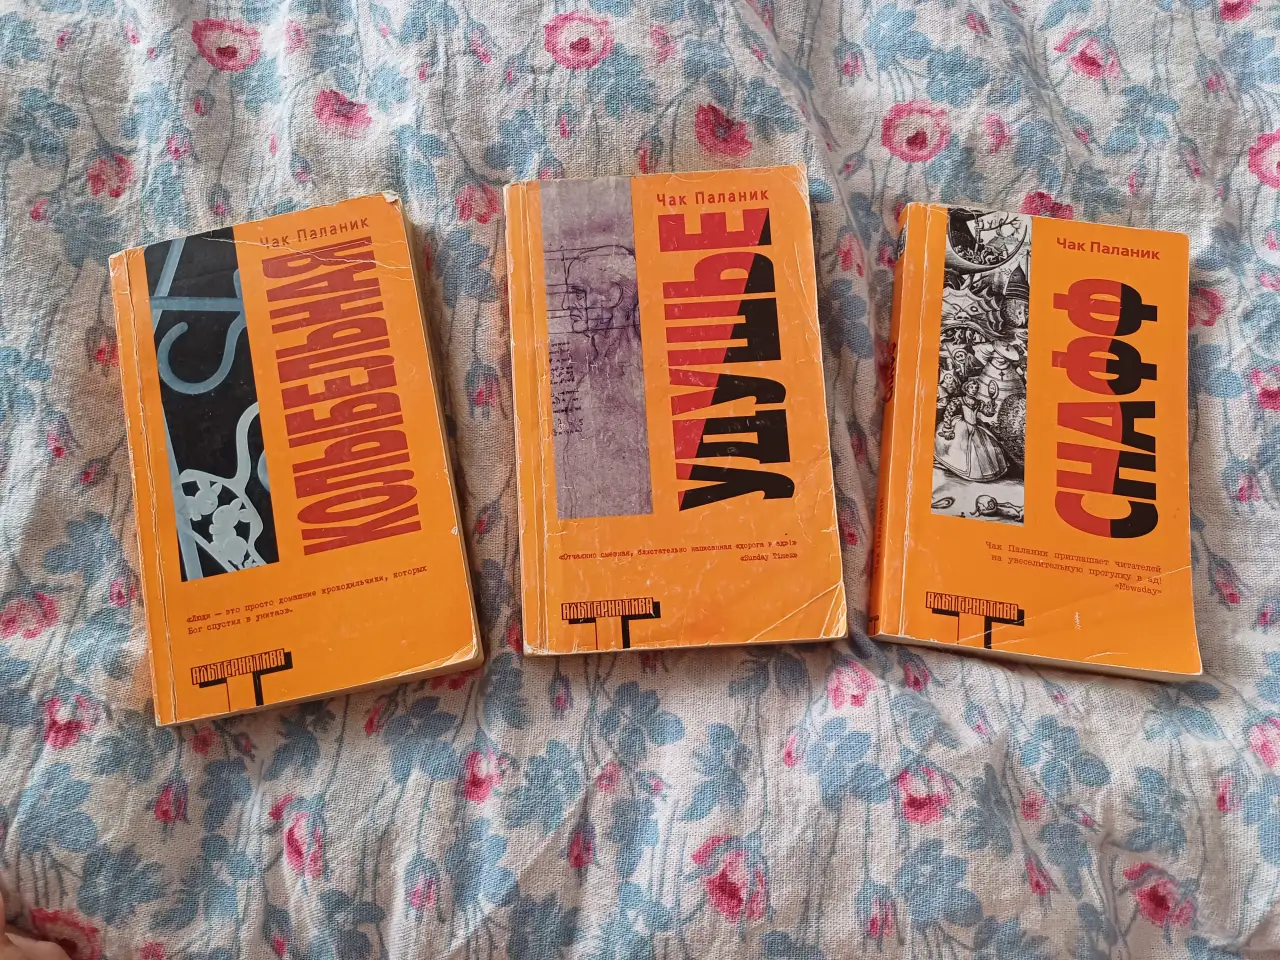 Чак Паланик
КОЛЫБЕЛЬНАЯ
«Люди — это просто домашние крокодильчики, которых
Бог спустил в унитаз».
АЛЬТЕРНАТИВА
Чак Паланик
УДУШЬЕ
«Отчаянно смешная, блистательно написанная «дорога в ад»!»
«Sunday Times»
АЛЬТЕРНАТИВА
Чак Паланик
СНАФФ
Чак Паланик приглашает читателей
на увеселительную прогулку в ад!
«Newsday»
АЛЬТЕРНАТИВА